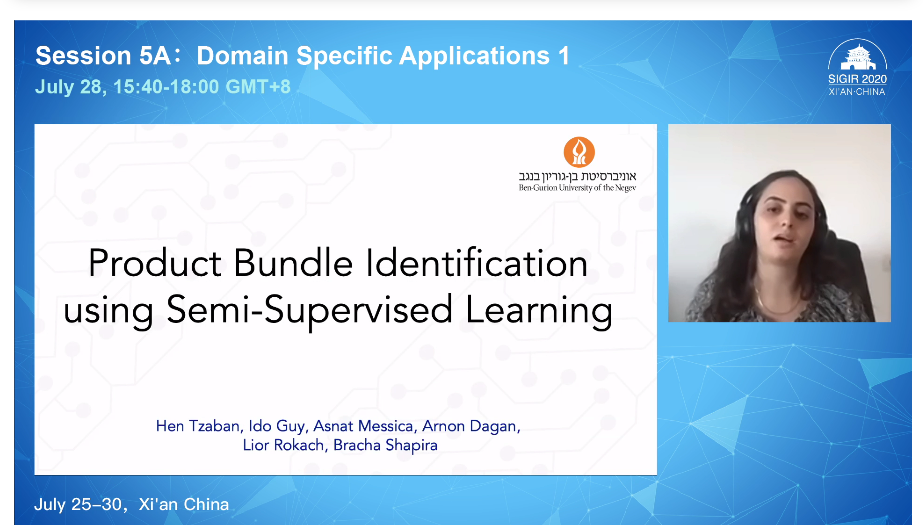 Session 5A：Domain Specific Applications 1
July 28, 15:40-18:00 GMT+8
SIGIR 2020
XI'AN·CHINA
אוניברסיטת בן-גוריון בנגב
Ben-Gurion University of the Negev
Product Bundle Identification
using Semi-Supervised Learning
Hen Tzaban, Ido Guy, Asnat Messica, Arnon Dagan,
Lior Rokach, Bracha Shapira
July 25–30，Xi'an China